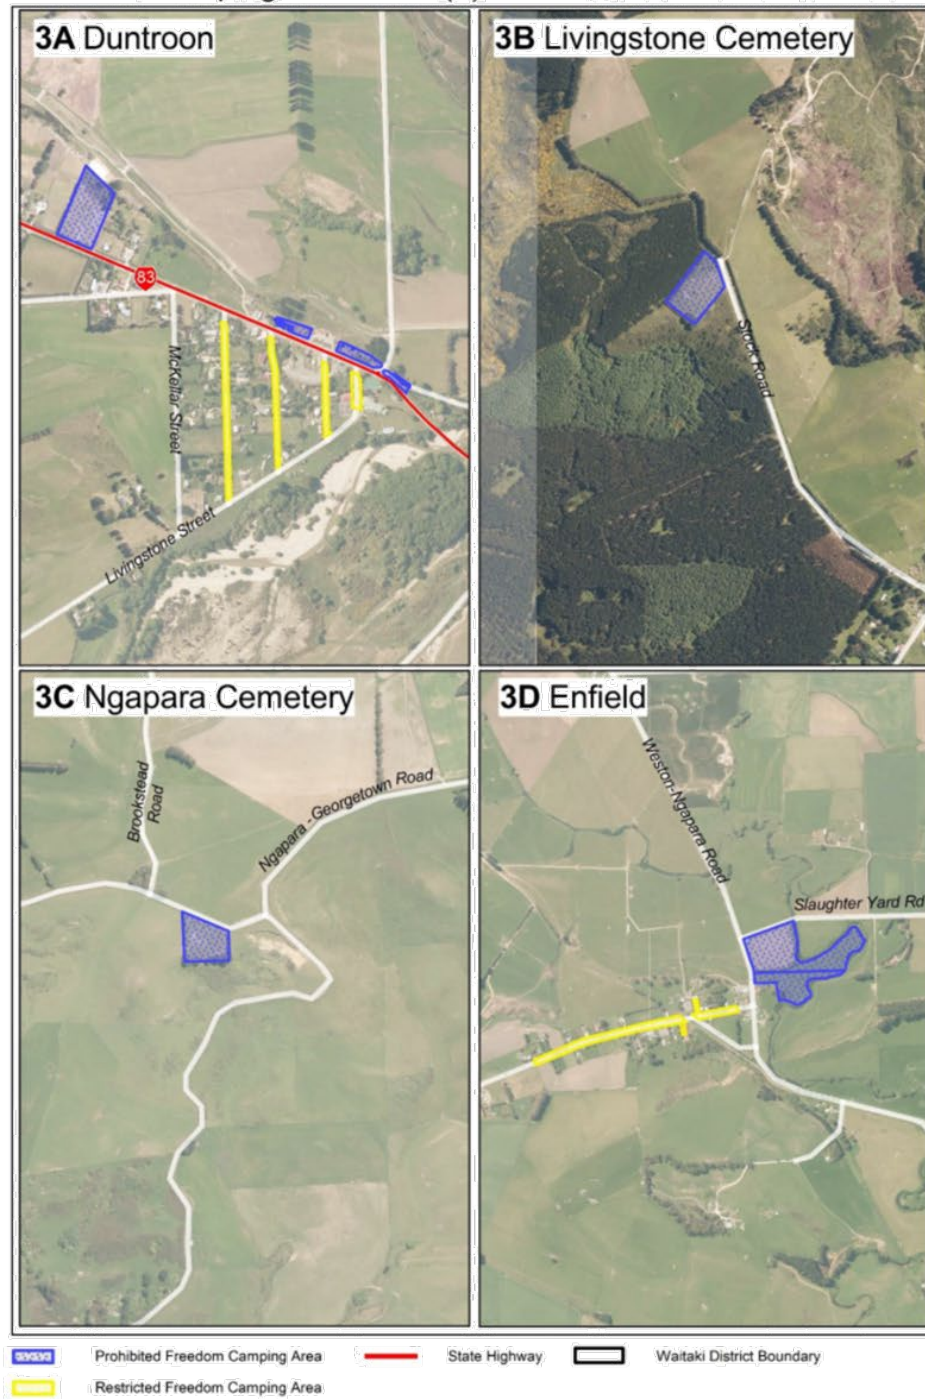 3A Duntroon
83
McKellar Street
Livingstone Street
3B Livingstone Cemetery
Stock Road
3C Ngapara Cemetery
Brookstead
Road
Ngapara - Georgetown Road
3D Enfield
Weston-Ngapara Road
Slaughter Yard Rd
Prohibited Freedom Camping Area
State Highway
Waitaki District Boundary
Restricted Freedom Camping Area